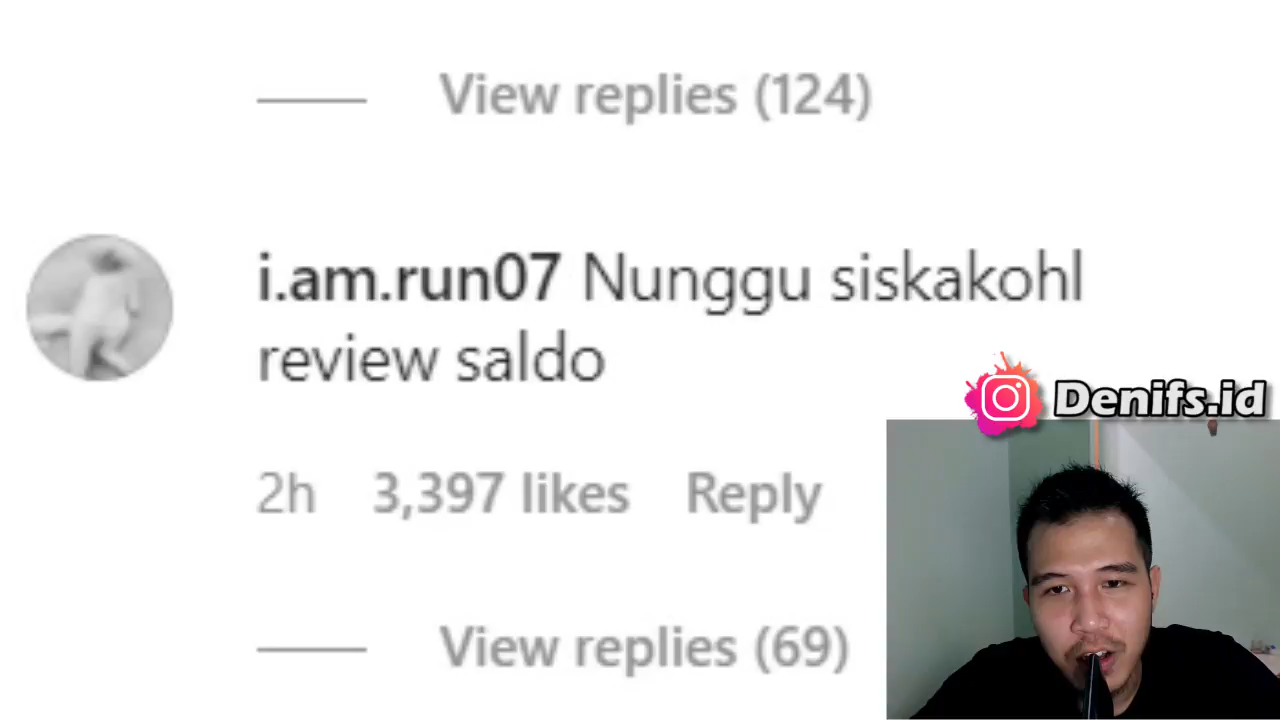 View replies (124)
i.am.run07 Nunggu siskakohl
review saldo
Denifs.id
2h 3,397 likes Reply
View replies (69)